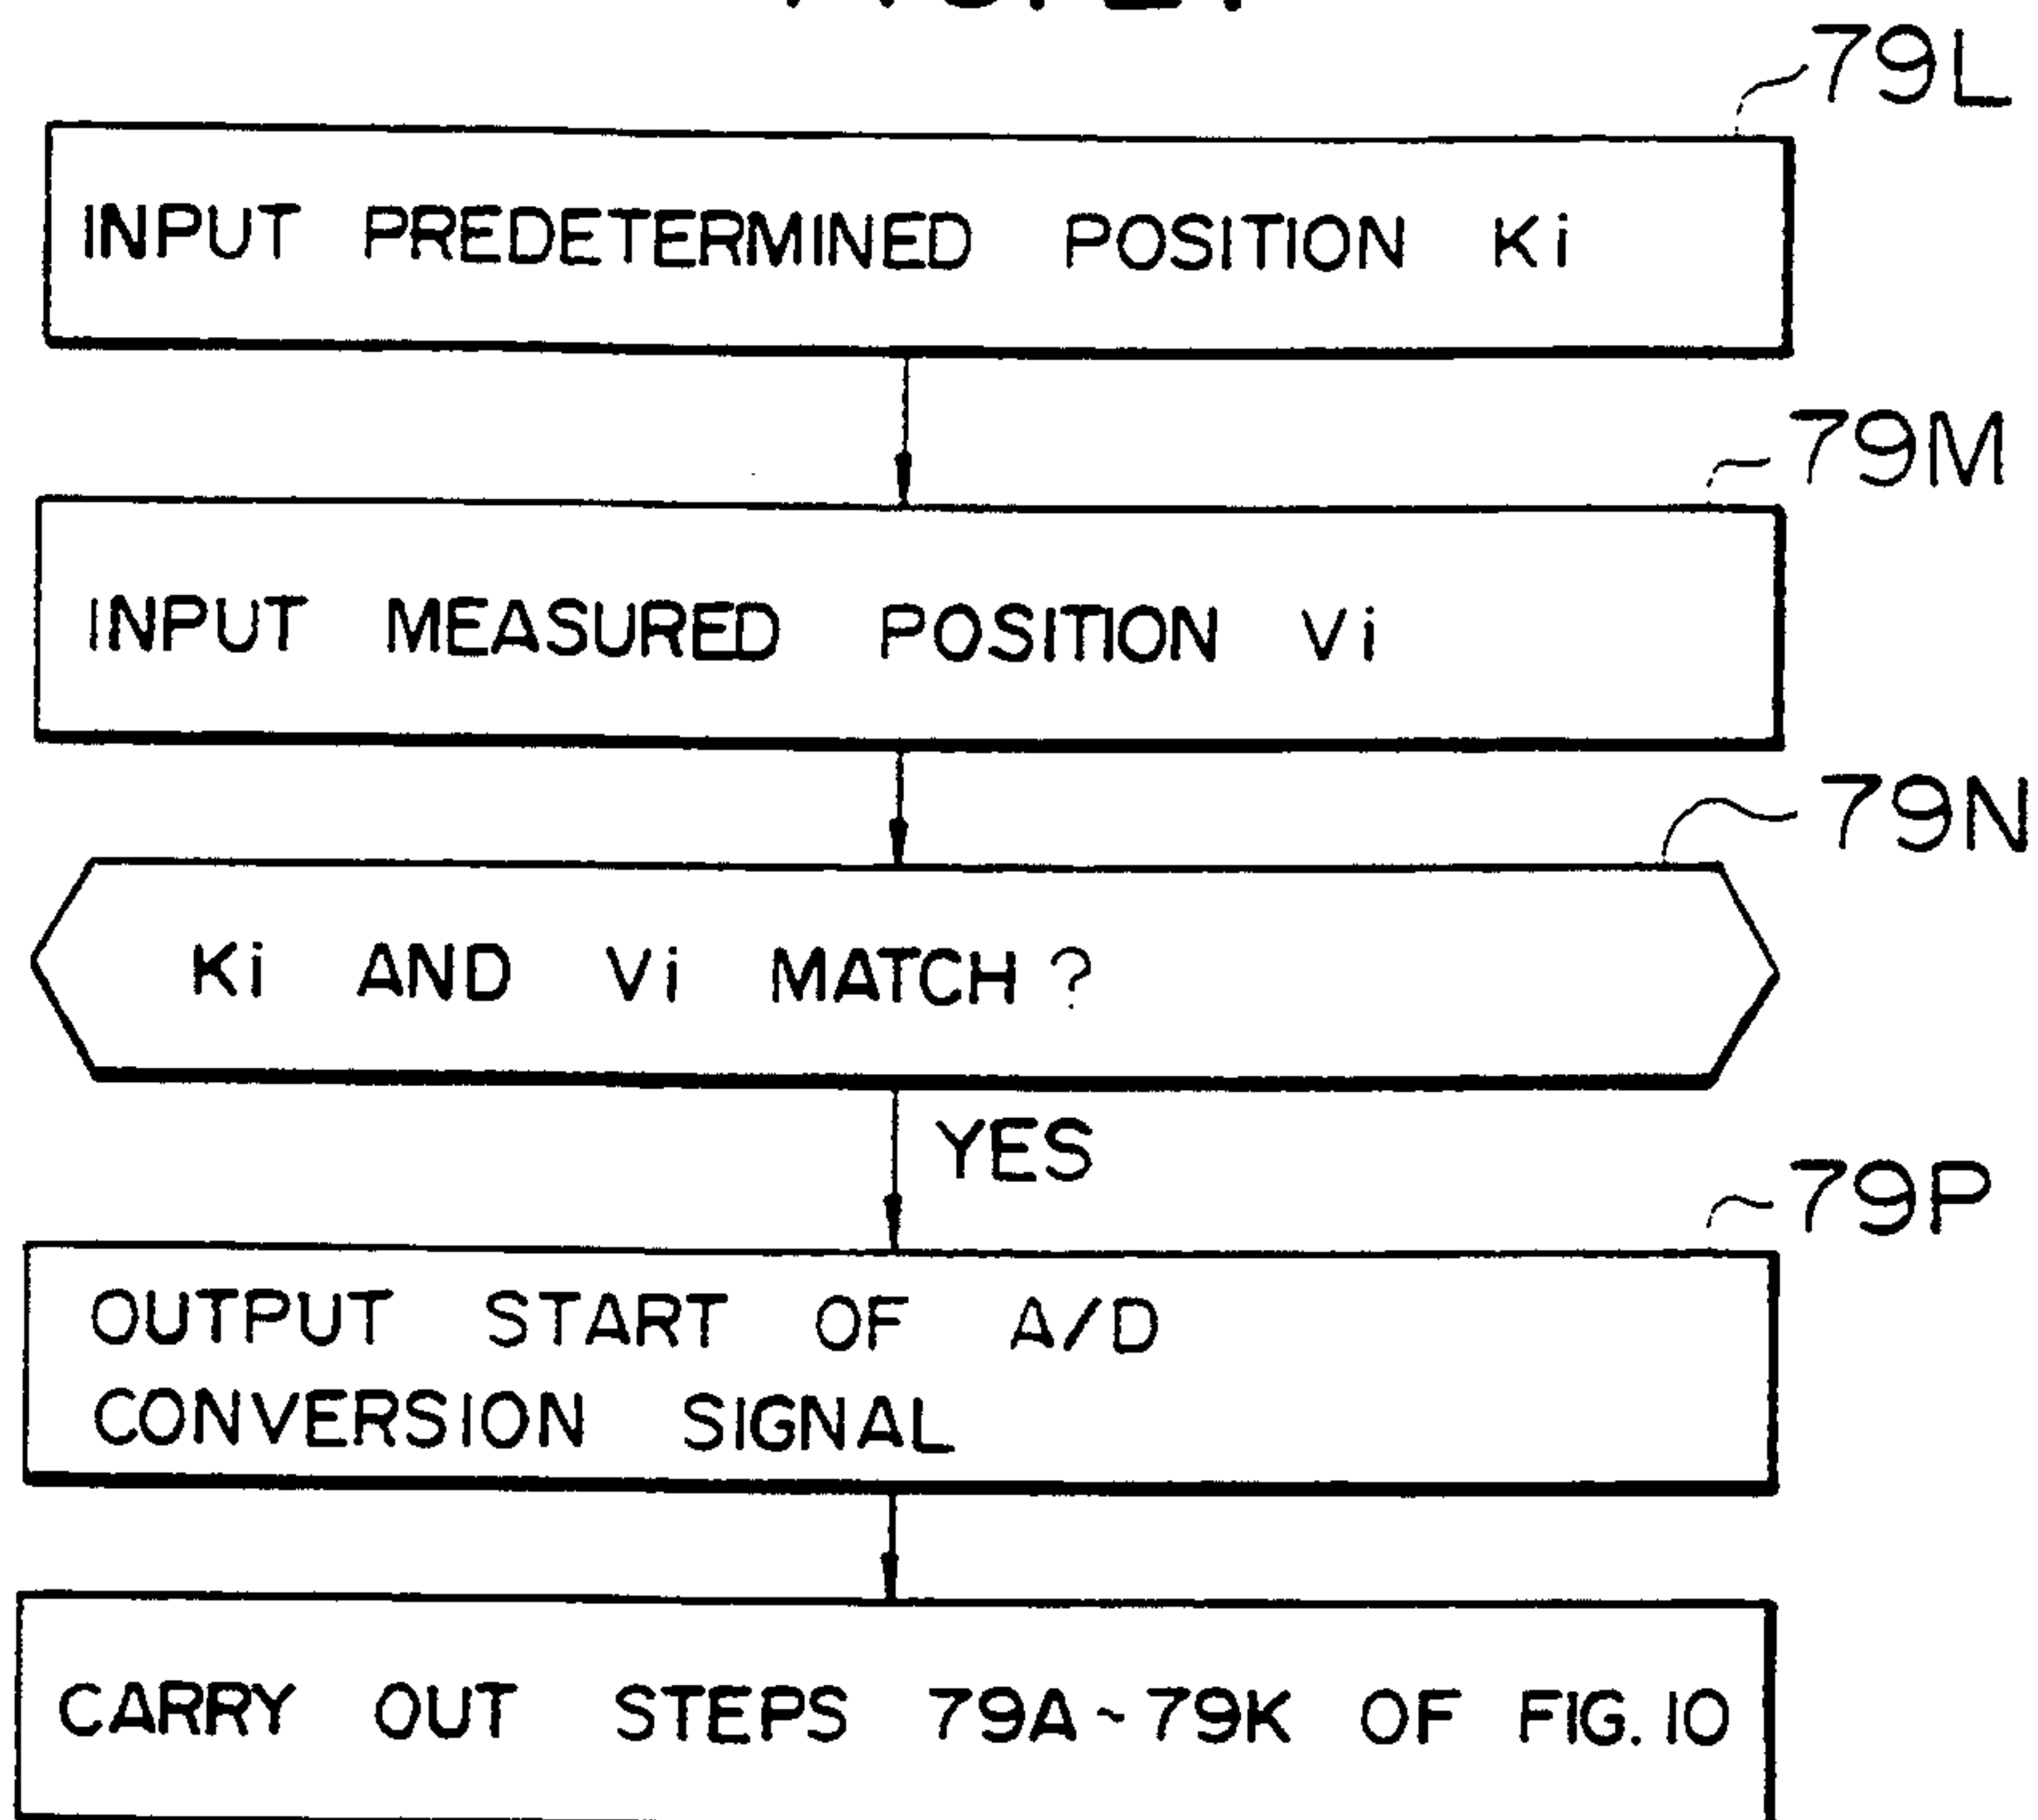 79L
INPUT PREDETERMINED POSITION Ki
79M
INPUT MEASURED POSITION Vi
79N
Ki AND Vi MATCH ?
YES
79P
OUTPUT START OF A/D
CONVERSION SIGNAL
CARRY OUT STEPS 79A~79K OF FIG. 10